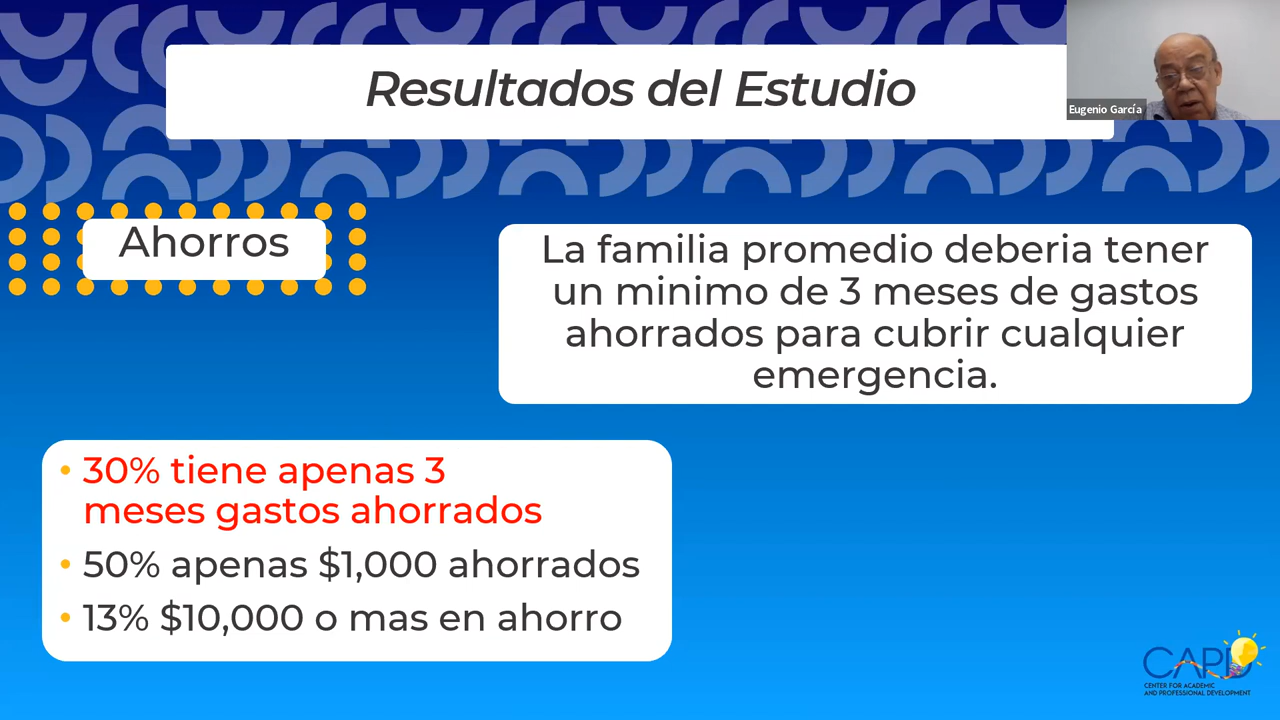 Resultados del Estudio
Eugenio García
Ahorros
La familia promedio deberia tener
un minimo de 3 meses de gastos
ahorrados para cubrir cualquier
emergencia.
• 30% tiene apenas 3
meses gastos ahorrados
• 50% apenas $1,000 ahorrados
• 13% $10,000 o mas en ahorro
CAPD
CENTER FOR ACADEMIC
AND PROFESSIONAL DEVELOPMENT